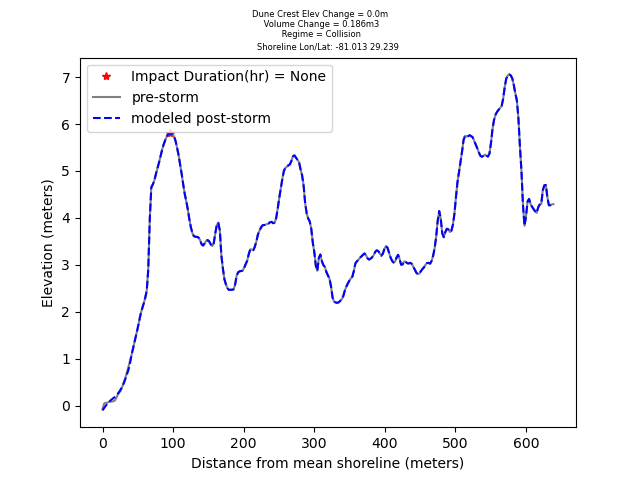 Dune Crest Elev Change = 0.0m
Volume Change = 0.186m3
Regime = Collision
Shoreline Lon/Lat: -81.013 29.239
Impact Duration(hr) = None
pre-storm
modeled post-storm
7
6
5
4
3
2
1
0
Elevation (meters)
0 100 200 300 400 500 600
Distance from mean shoreline (meters)